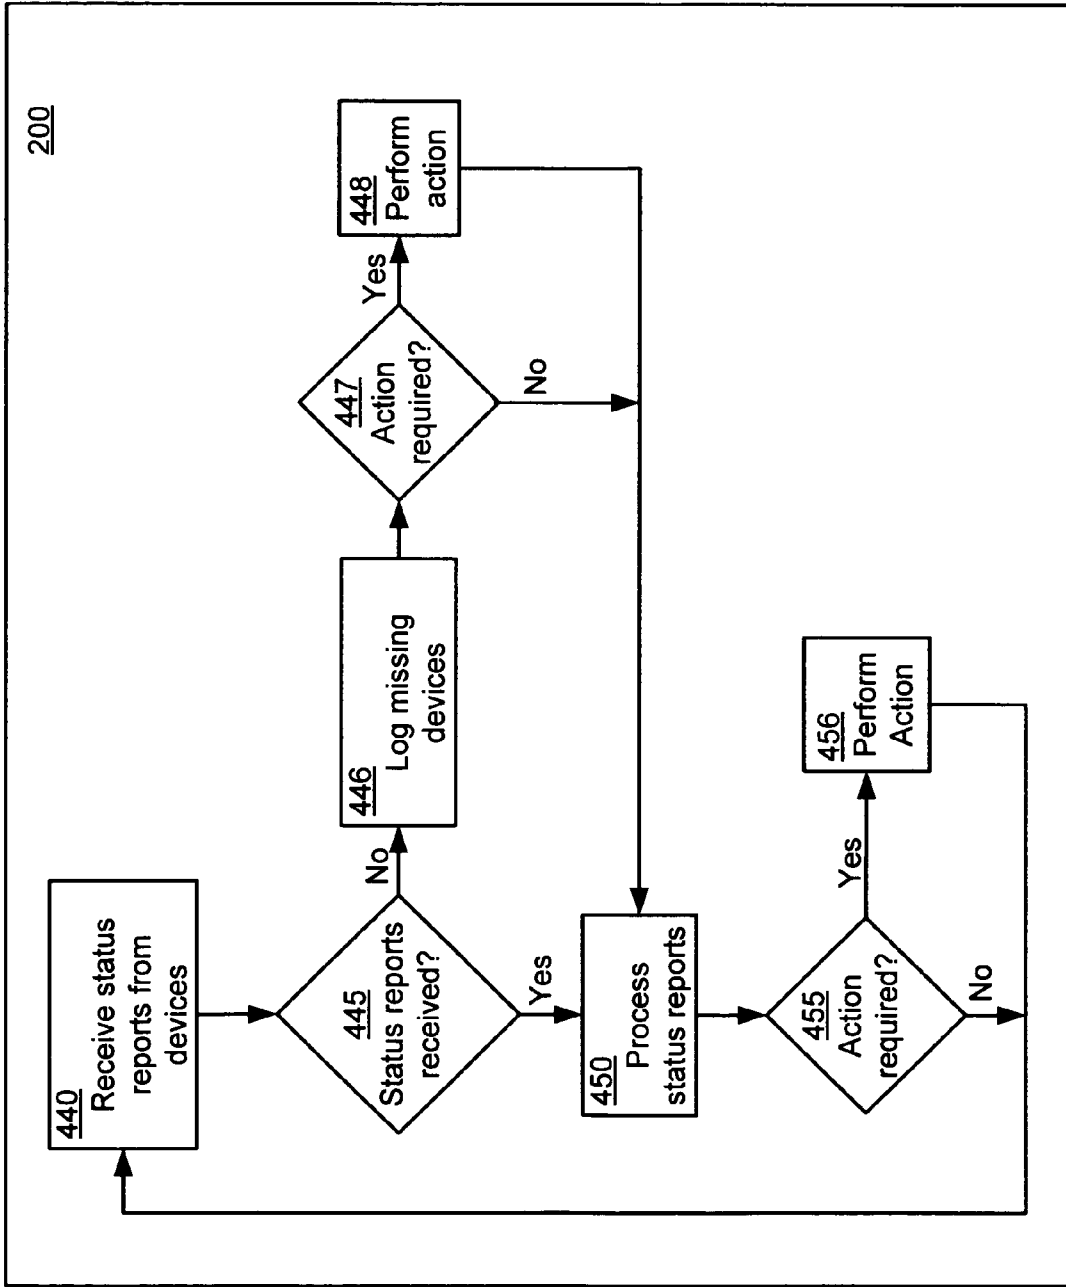 200
440
Receive status
reports from
devices
445
Status reports
received?
No
Yes
446
Log missing
devices
447
Action
required?
Yes
No
448
Perform
action
450
Process
status reports
455
Action
required?
Yes
No
456
Perform
Action